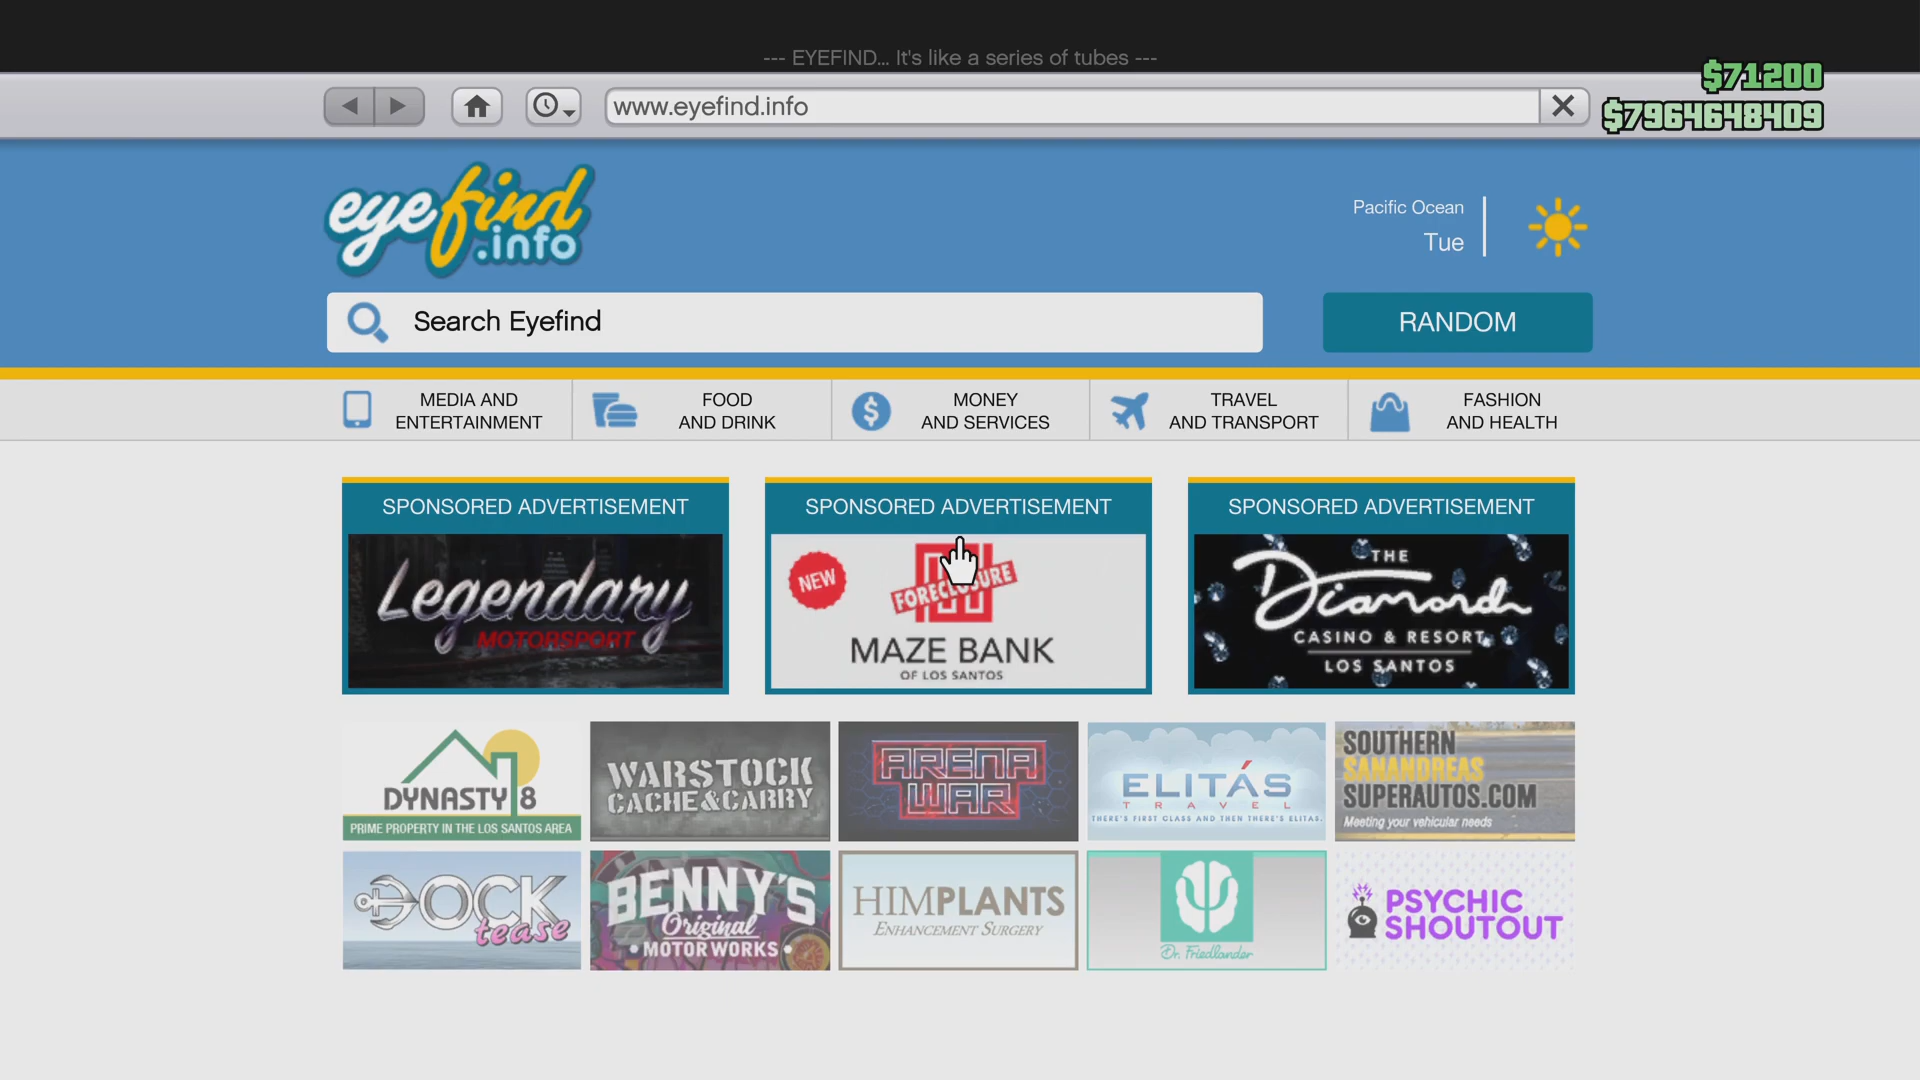 --- EYEFIND... It's like a series of tubes ---
$71200
www.eyefind.info
$7964648409
eyefind
.info
Pacific Ocean
Tue
Search Eyefind
RANDOM
MEDIA AND
ENTERTAINMENT
FOOD
AND DRINK
MONEY
AND SERVICES
TRAVEL
AND TRANSPORT
FASHION
AND HEALTH
SPONSORED ADVERTISEMENT
Legendary
MOTORSPORT
SPONSORED ADVERTISEMENT
NEW
FORECLOSURE
MAZE BANK
OF LOS SANTOS
SPONSORED ADVERTISEMENT
THE
Diamond
CASINO & RESORT
LOS SANTOS
DYNASTY 8
PRIME PROPERTY IN THE LOS SANTOS AREA
WARSTOCK
CACHE&CARRY
ARENA
WAR
ELITÁS
TRAVEL
THERE'S FIRST CLASS AND THEN THERE'S ELITAS.
SOUTHERN
SANANDREAS
SUPERAUTOS.COM
Meeting your vehicular needs
DOCK
tease
BENNY'S
Original
MOTOR WORKS
HIMPLANTS
ENHANCEMENT SURGERY
Dr. Friedlander
PSYCHIC
SHOUTOUT